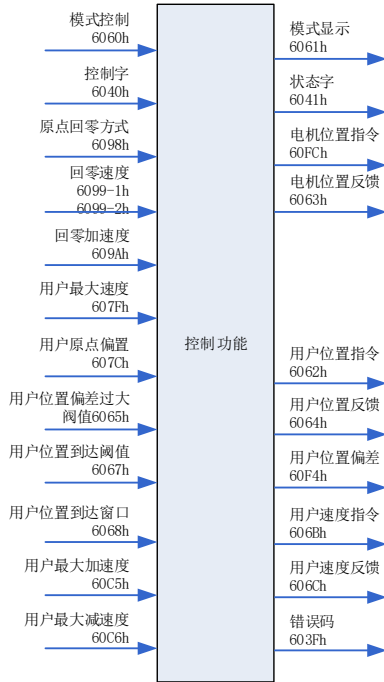 模式控制
6060h
控制字
6040h
原点回零方式
6098h
回零速度
6099-1h
6099-2h
回零加速度
609Ah
用户最大速度
607Fh
用户原点偏置
607Ch
用户位置偏差过大
阀值6065h
用户位置到达阈值
6067h
用户位置到达窗口
6068h
用户最大加速度
60C5h
用户最大减速度
60C6h
控制功能
模式显示
6061h
状态字
6041h
电机位置指令
60FCh
电机位置反馈
6063h
用户位置指令
6062h
用户位置反馈
6064h
用户位置偏差
60F4h
用户速度指令
606Bh
用户速度反馈
606Ch
错误码
603Fh